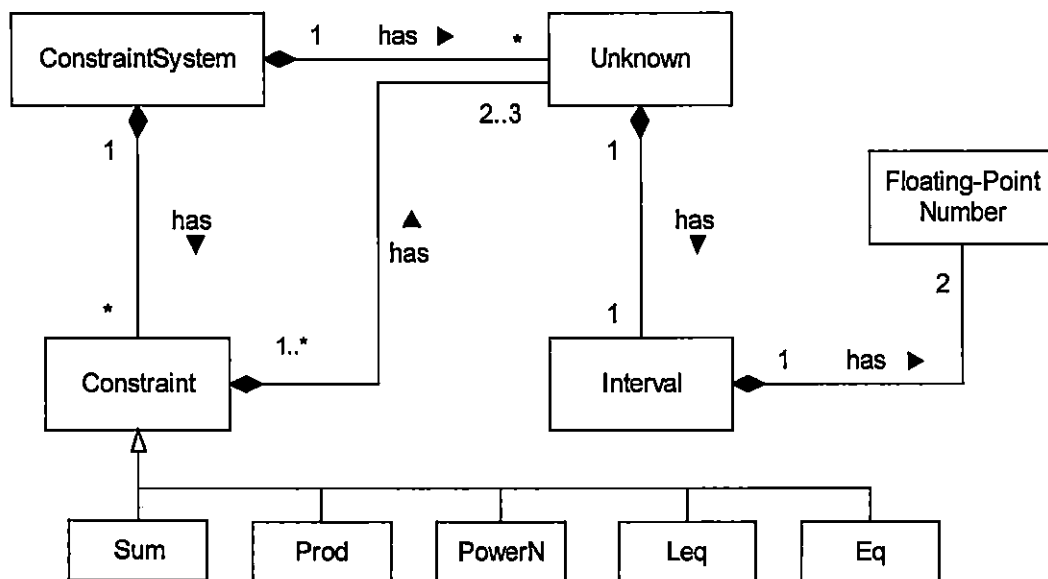 ConstraintSystem
1
has ►
*
Unknown
2..3
1
1
Floating-Point
Number
has
▼
▲
has
has
▼
2
*
1
1..*
1
has ►
Constraint
Interval
Sum
Prod
PowerN
Leq
Eq